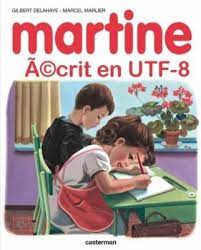 GILBERT DELAHAYE - MARCEL MARLIER
martine
Ã©crit en UTF-8
casterman